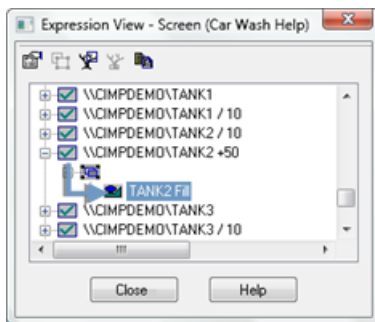 Expression View - Screen (Car Wash Help)
\\CIMPDEMO\TANK1
\\CIMPDEMO\TANK1 / 10
\\CIMPDEMO\TANK2 / 10
\\CIMPDEMO\TANK2 +50
TANK2 Fill
\\CIMPDEMO\TANK3
\\CIMPDEMO\TANK3 / 10
Close Help